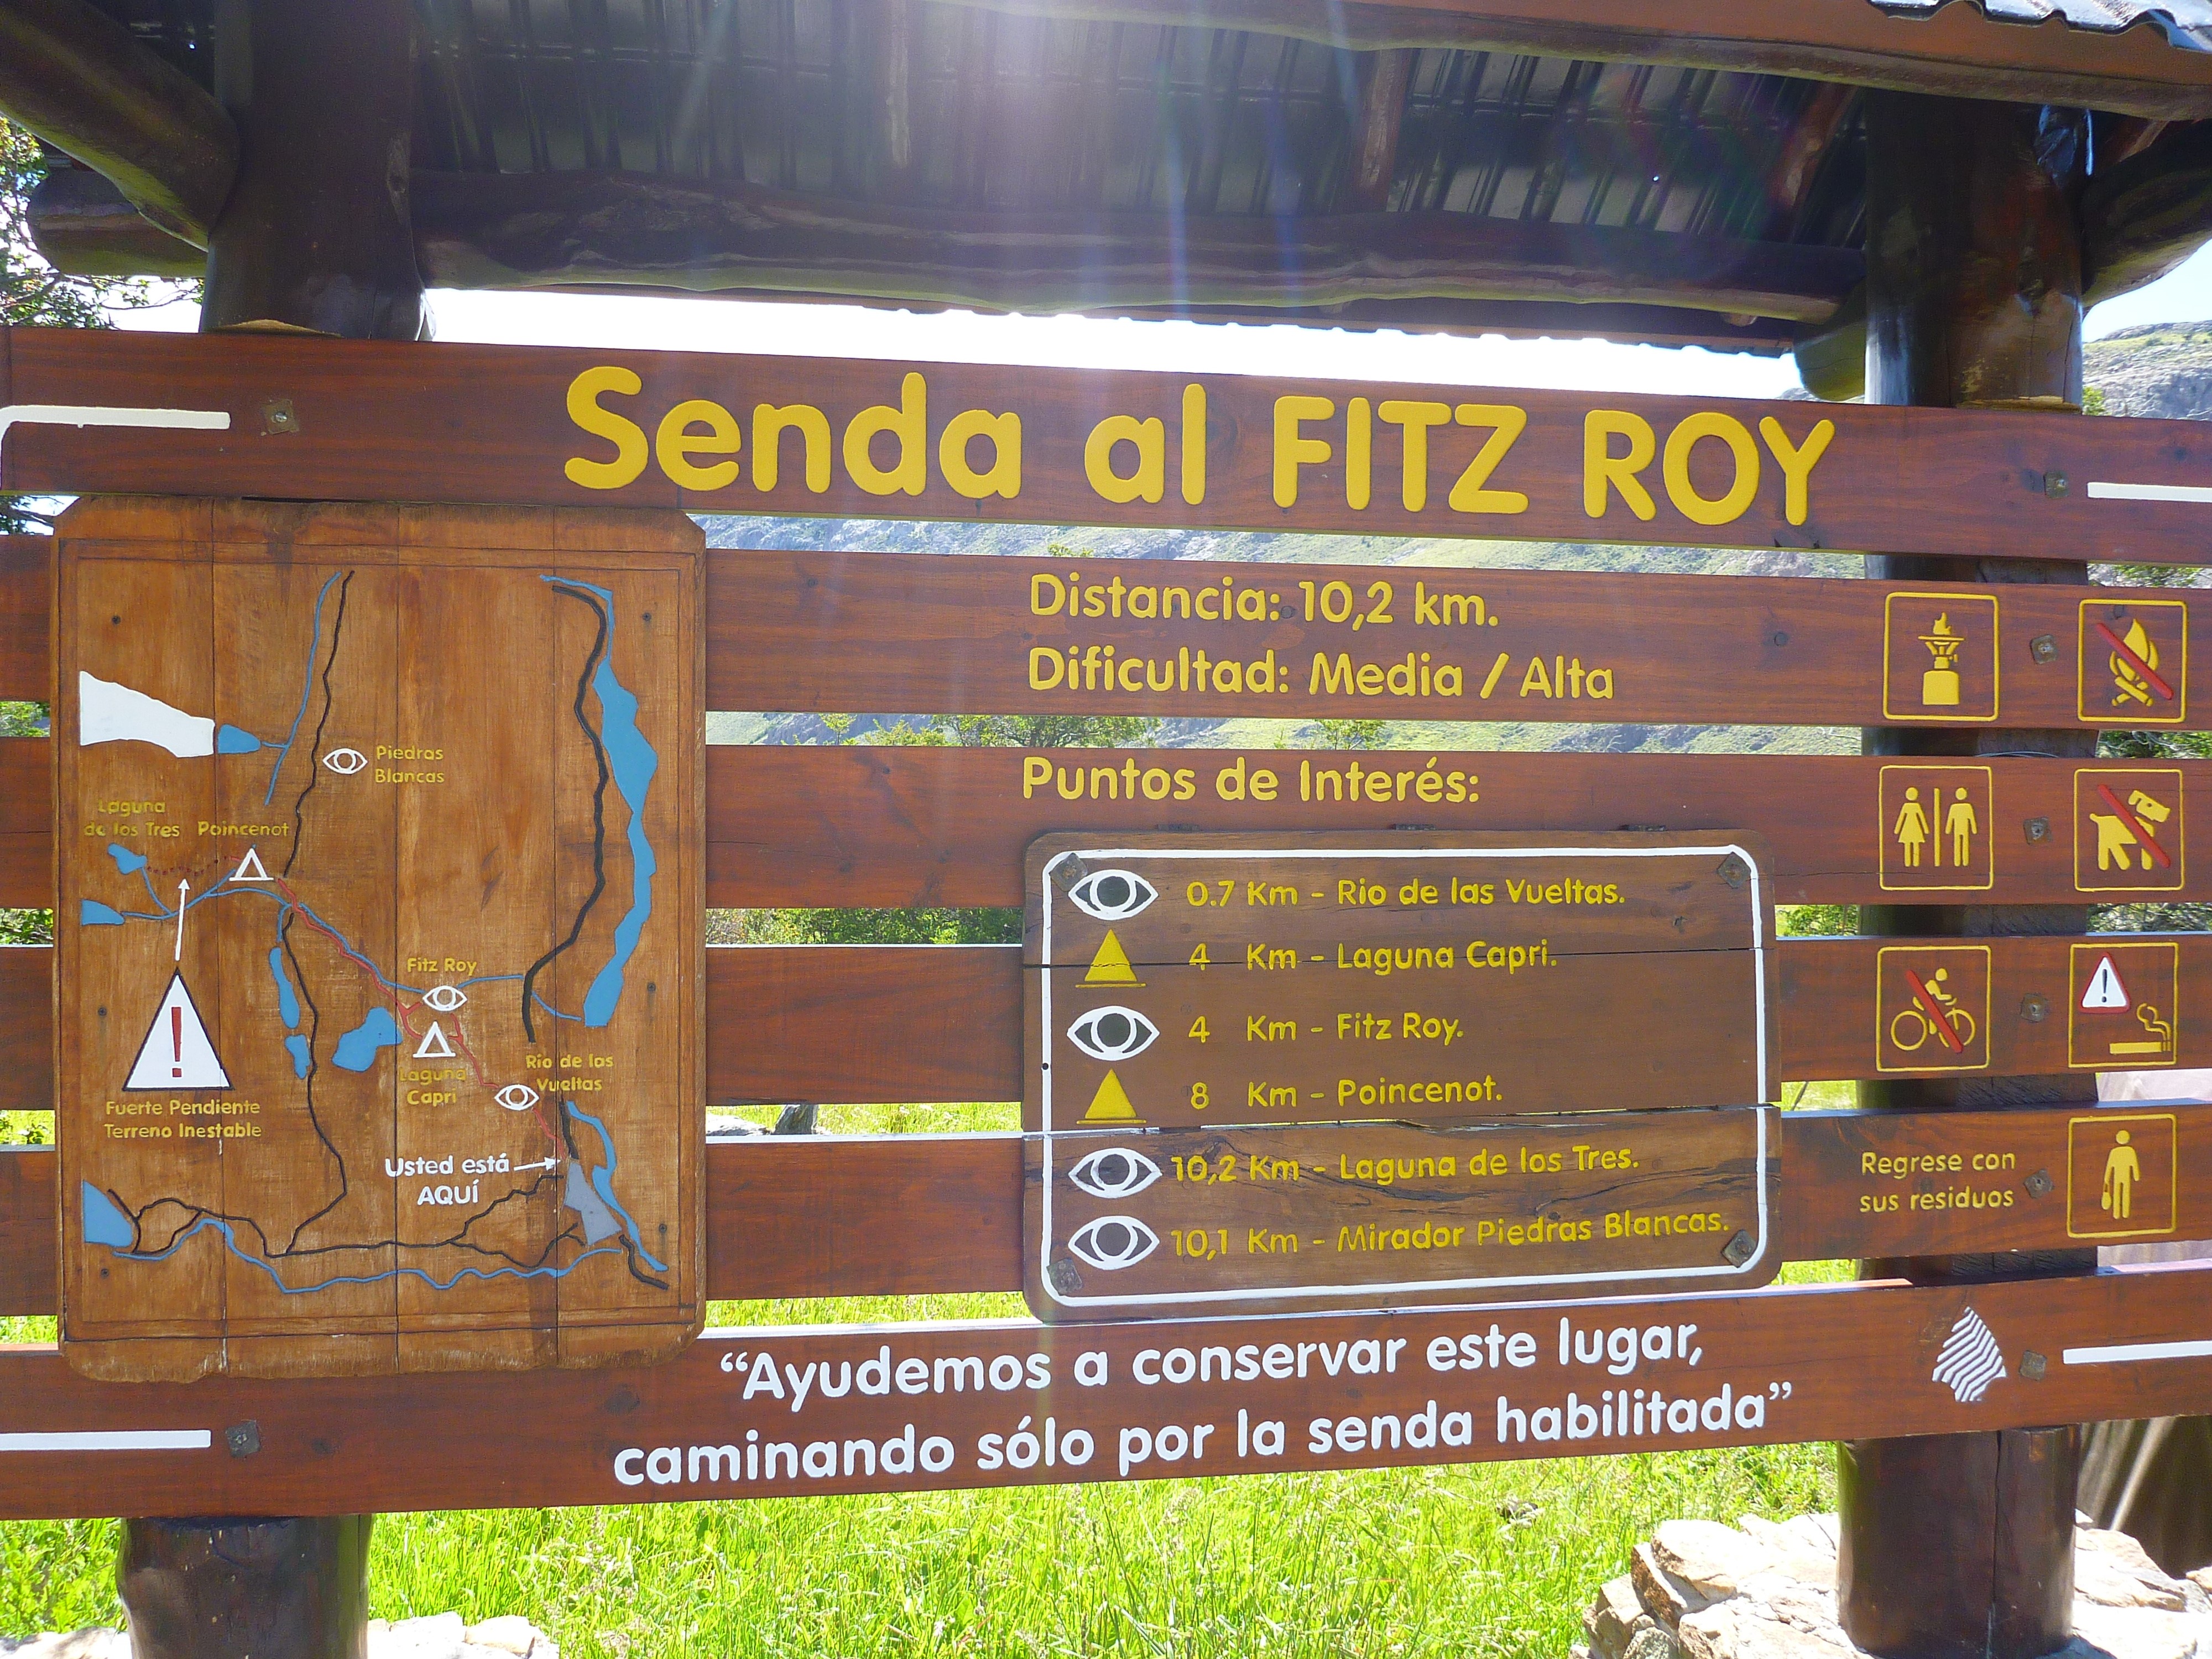 Senda al FITZ ROY
Distancia: 10,2 km.
Dificultad: Media / Alta
Puntos de Interés:
0.7 Km - Rio de las Vueltas.
4 Km - Laguna Capri.
4 Km - Fitz Roy.
8 Km - Poincenot.
10,2 Km - Laguna de los Tres.
10,1 Km - Mirador Piedras Blancas.
Piedras
Blancas
Laguna
de los Tres
Poincenot
Fitz Roy
Laguna
Capri
Río de las
Vueltas
Fuerte Pendiente
Terreno Inestable
Usted está
AQUÍ
Regrese con
sus residuos
“Ayudemos a conservar este lugar,
caminando sólo por la senda habilitada”